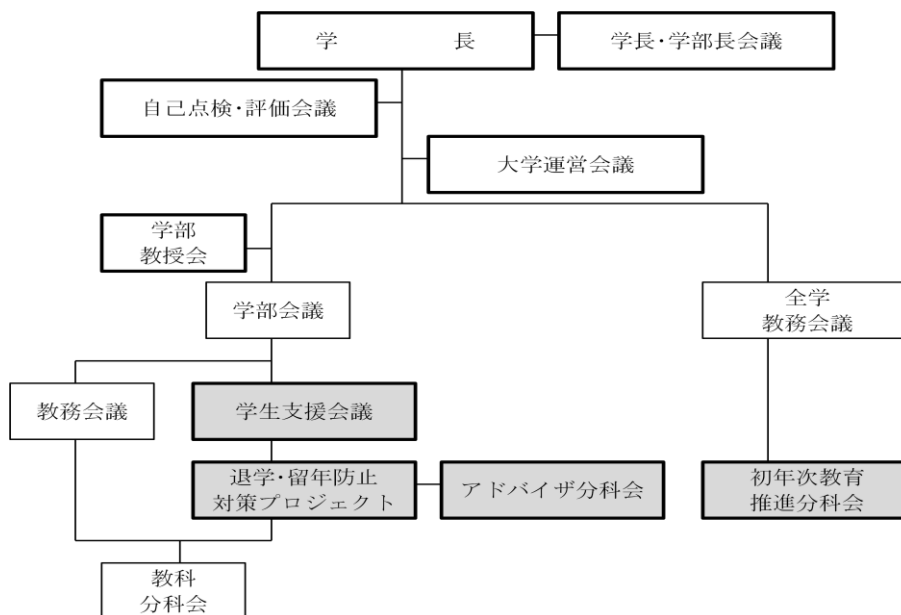 学　　　　長
学長・学部長会議
自己点検・評価会議
大学運営会議
学部
教授会
学部会議
全学
教務会議
教務会議
学生支援会議
退学・留年防止
対策プロジェクト
アドバイザ分科会
初年次教育
推進分科会
教科
分科会